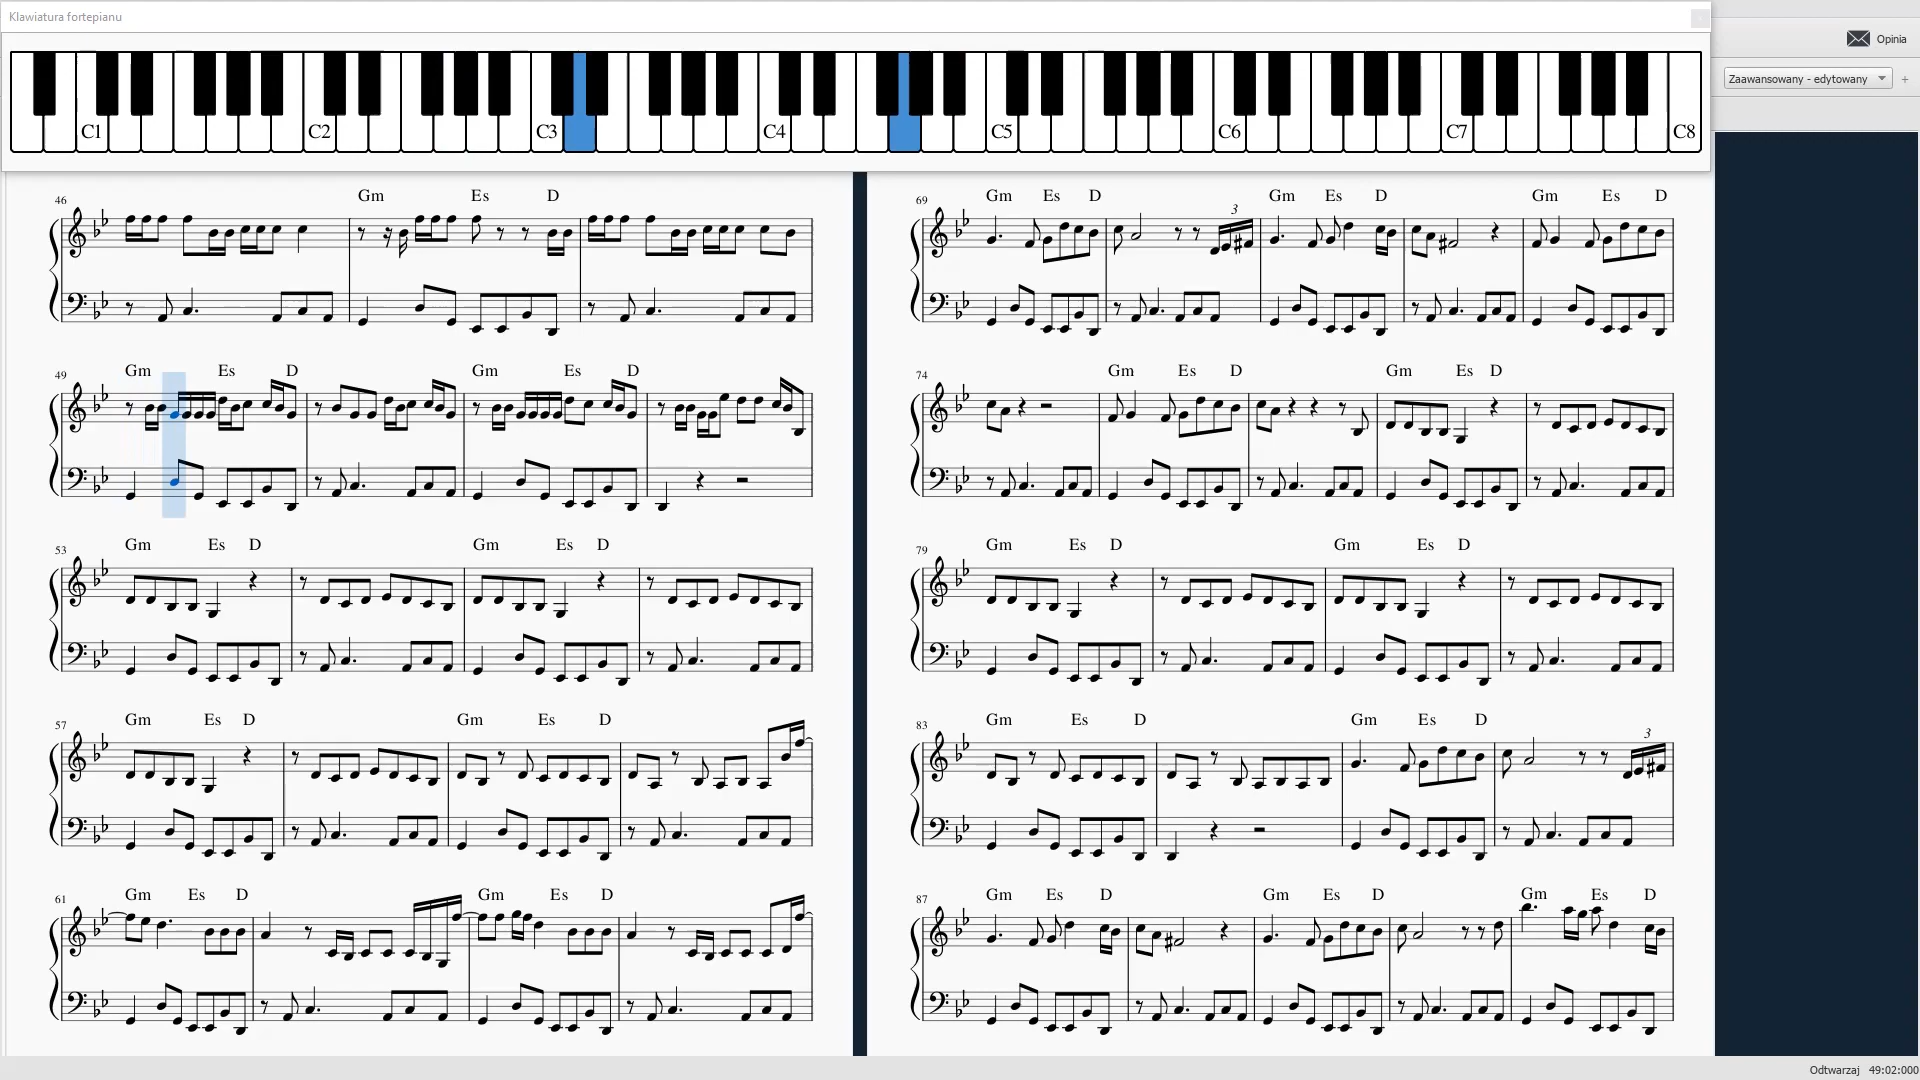 Klawiatura fortepianu
Opinia
Zaawansowany - edytowany +
C1 C2 C3 C4 C5 C6 C7 C8
46 Gm Es D
49 Gm Es D Gm Es D
53 Gm Es D Gm Es D
57 Gm Es D Gm Es D
61 Gm Es D Gm Es D
69 Gm Es D Gm Es D Gm Es D
3
74 Gm Es D Gm Es D
79 Gm Es D Gm Es D
83 Gm Es D Gm Es D
3
87 Gm Es D Gm Es D Gm Es D
Odtwarzaj 49:02:000